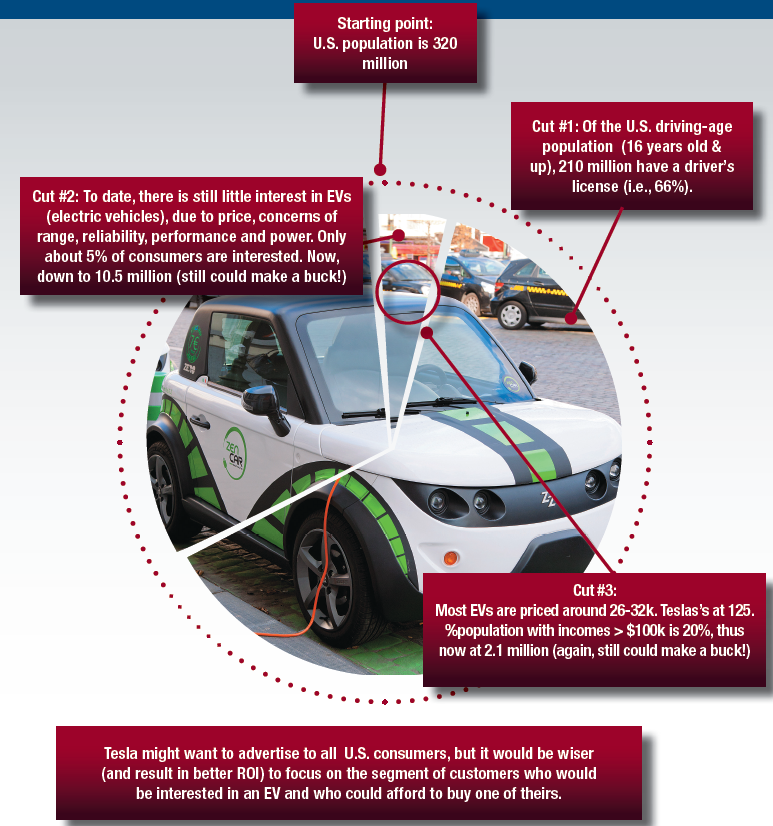 Starting point:
U.S. population is 320
million
Cut #1: Of the U.S. driving-age
population (16 years old &
up), 210 million have a driver's
license (i.e., 66%).
Cut #2: To date, there is still little interest in EVs
(electric vehicles), due to price, concerns of
range, reliability, performance and power. Only
about 5% of consumers are interested. Now,
down to 10.5 million (still could make a buck!)
ZEN
CAR
Cut #3:
Most EVs are priced around 26-32k. Teslas's at 125.
%population with incomes > $100k is 20%, thus
now at 2.1 million (again, still could make a buck!)
Tesla might want to advertise to all U.S. consumers, but it would be wiser
(and result in better ROI) to focus on the segment of customers who would
be interested in an EV and who could afford to buy one of theirs.